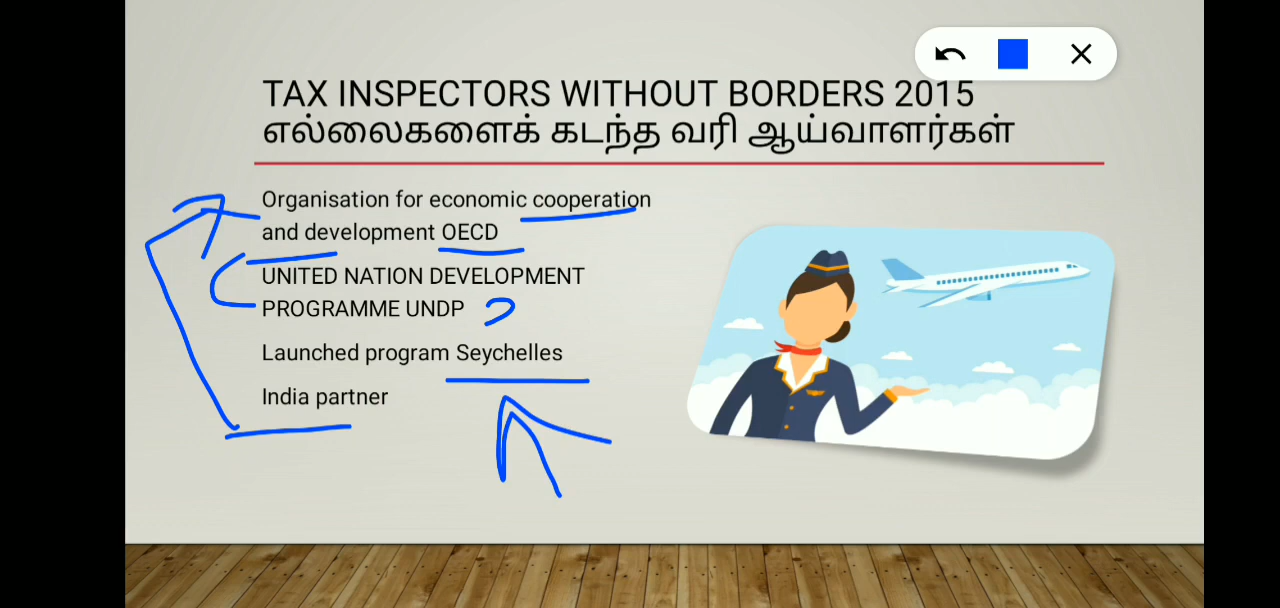 TAX INSPECTORS WITHOUT BORDERS 2015
எல்லைகளைக் கடந்த வரி ஆய்வாளர்கள்
Organisation for economic cooperation
and development OECD
UNITED NATION DEVELOPMENT
PROGRAMME UNDP
Launched program Seychelles
India partner